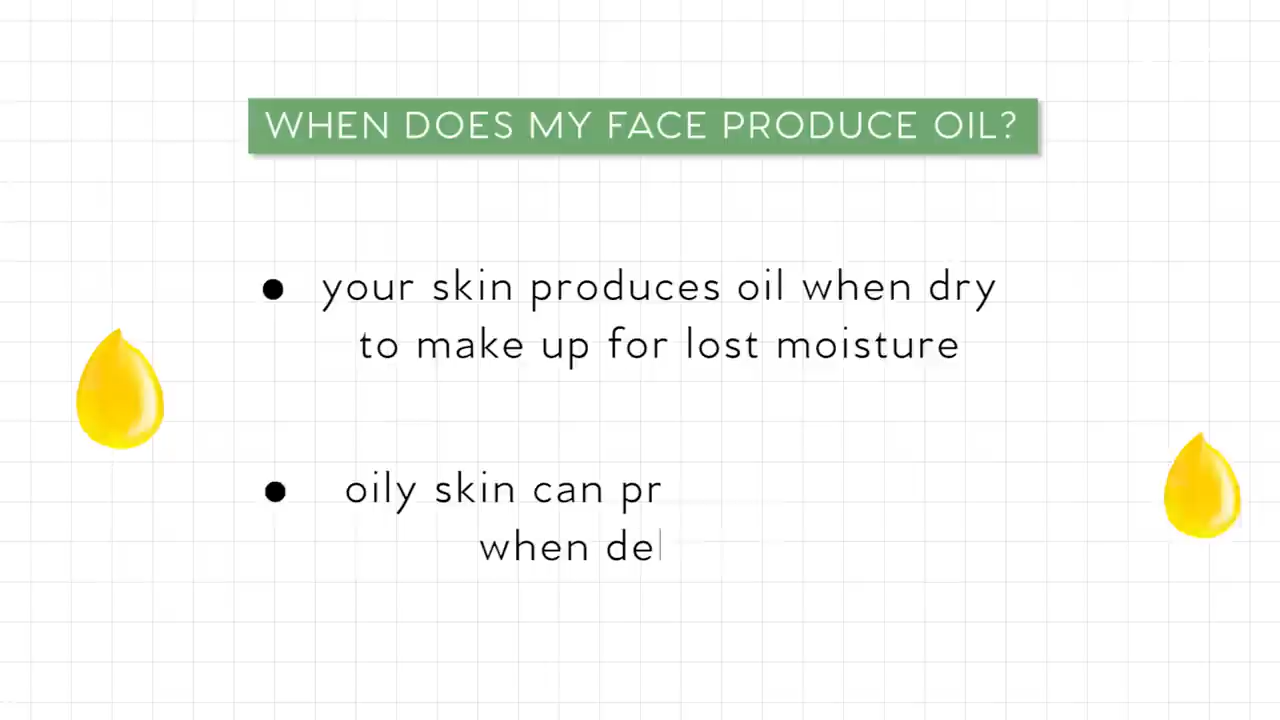 WHEN DOES MY FACE PRODUCE OIL?
● your skin produces oil when dry
to make up for lost moisture
● oily skin can pr
when de